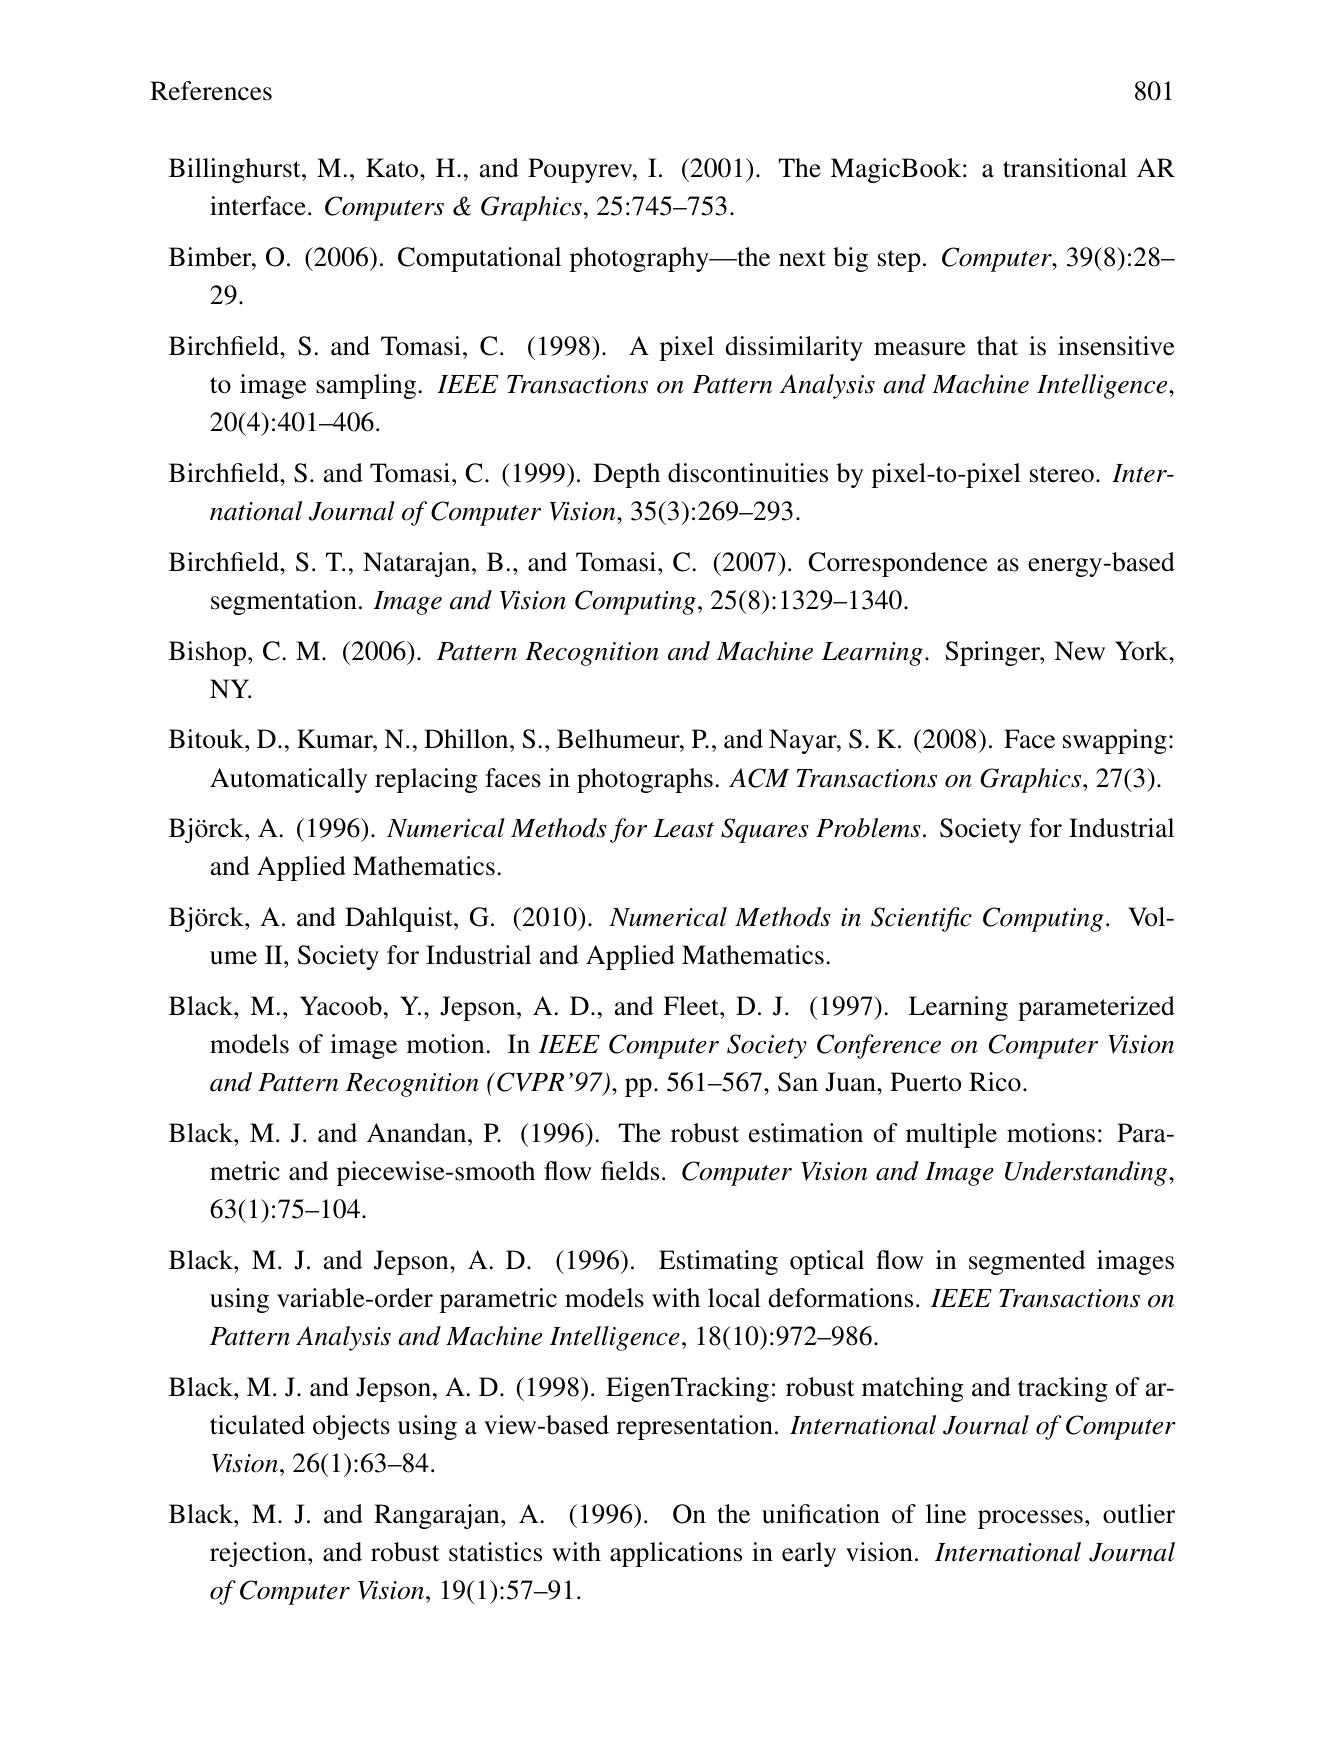 References 801
Billinghurst, M., Kato, H., and Poupyrev, I. (2001). The MagicBook: a transitional AR
interface. Computers & Graphics, 25:745–753.
Bimber, O. (2006). Computational photography—the next big step. Computer, 39(8):28–
29.
Birchfield, S. and Tomasi, C. (1998). A pixel dissimilarity measure that is insensitive
to image sampling. IEEE Transactions on Pattern Analysis and Machine Intelligence,
20(4):401–406.
Birchfield, S. and Tomasi, C. (1999). Depth discontinuities by pixel-to-pixel stereo. Inter-
national Journal of Computer Vision, 35(3):269–293.
Birchfield, S. T., Natarajan, B., and Tomasi, C. (2007). Correspondence as energy-based
segmentation. Image and Vision Computing, 25(8):1329–1340.
Bishop, C. M. (2006). Pattern Recognition and Machine Learning. Springer, New York,
NY.
Bitouk, D., Kumar, N., Dhillon, S., Belhumeur, P., and Nayar, S. K. (2008). Face swapping:
Automatically replacing faces in photographs. ACM Transactions on Graphics, 27(3).
Björck, A. (1996). Numerical Methods for Least Squares Problems. Society for Industrial
and Applied Mathematics.
Björck, A. and Dahlquist, G. (2010). Numerical Methods in Scientific Computing. Vol-
ume II, Society for Industrial and Applied Mathematics.
Black, M., Yacoob, Y., Jepson, A. D., and Fleet, D. J. (1997). Learning parameterized
models of image motion. In IEEE Computer Society Conference on Computer Vision
and Pattern Recognition (CVPR’97), pp. 561–567, San Juan, Puerto Rico.
Black, M. J. and Anandan, P. (1996). The robust estimation of multiple motions: Para-
metric and piecewise-smooth flow fields. Computer Vision and Image Understanding,
63(1):75–104.
Black, M. J. and Jepson, A. D. (1996). Estimating optical flow in segmented images
using variable-order parametric models with local deformations. IEEE Transactions on
Pattern Analysis and Machine Intelligence, 18(10):972–986.
Black, M. J. and Jepson, A. D. (1998). EigenTracking: robust matching and tracking of ar-
ticulated objects using a view-based representation. International Journal of Computer
Vision, 26(1):63–84.
Black, M. J. and Rangarajan, A. (1996). On the unification of line processes, outlier
rejection, and robust statistics with applications in early vision. International Journal
of Computer Vision, 19(1):57–91.